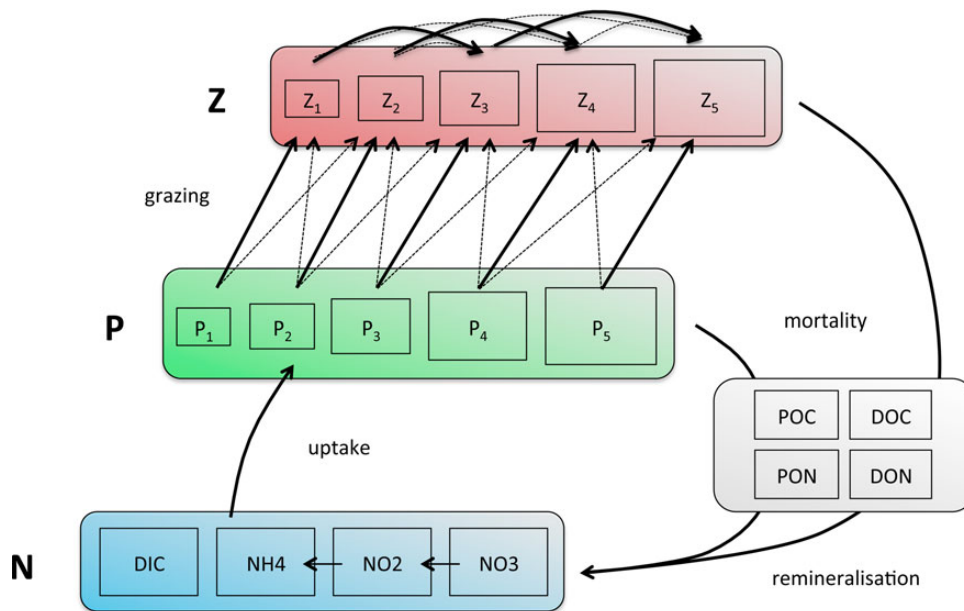 Z
Z1 Z2 Z3 Z4 Z5
grazing
P
P1 P2 P3 P4 P5
mortality
POC DOC
uptake
PON DON
N
DIC NH4 NO2 NO3
remineralisation